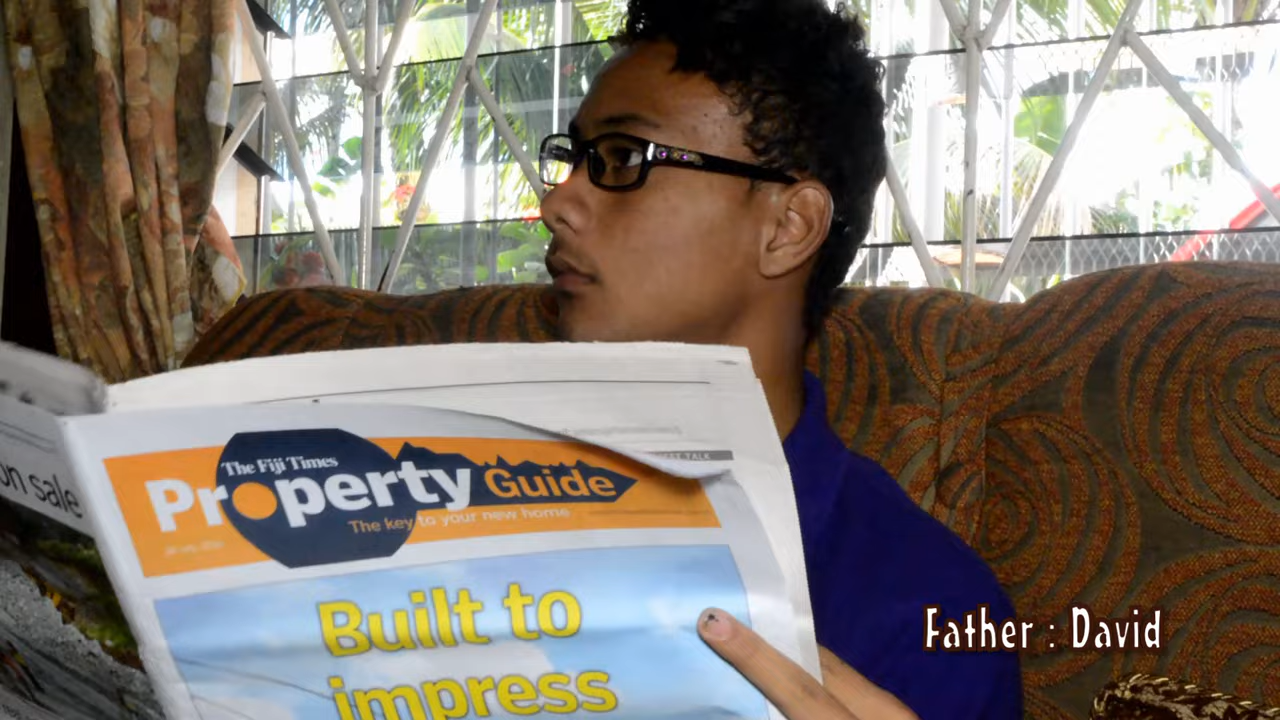 on sale
The Fiji Times
Property Guide
The key to your new home
Built to
impress
Father : David